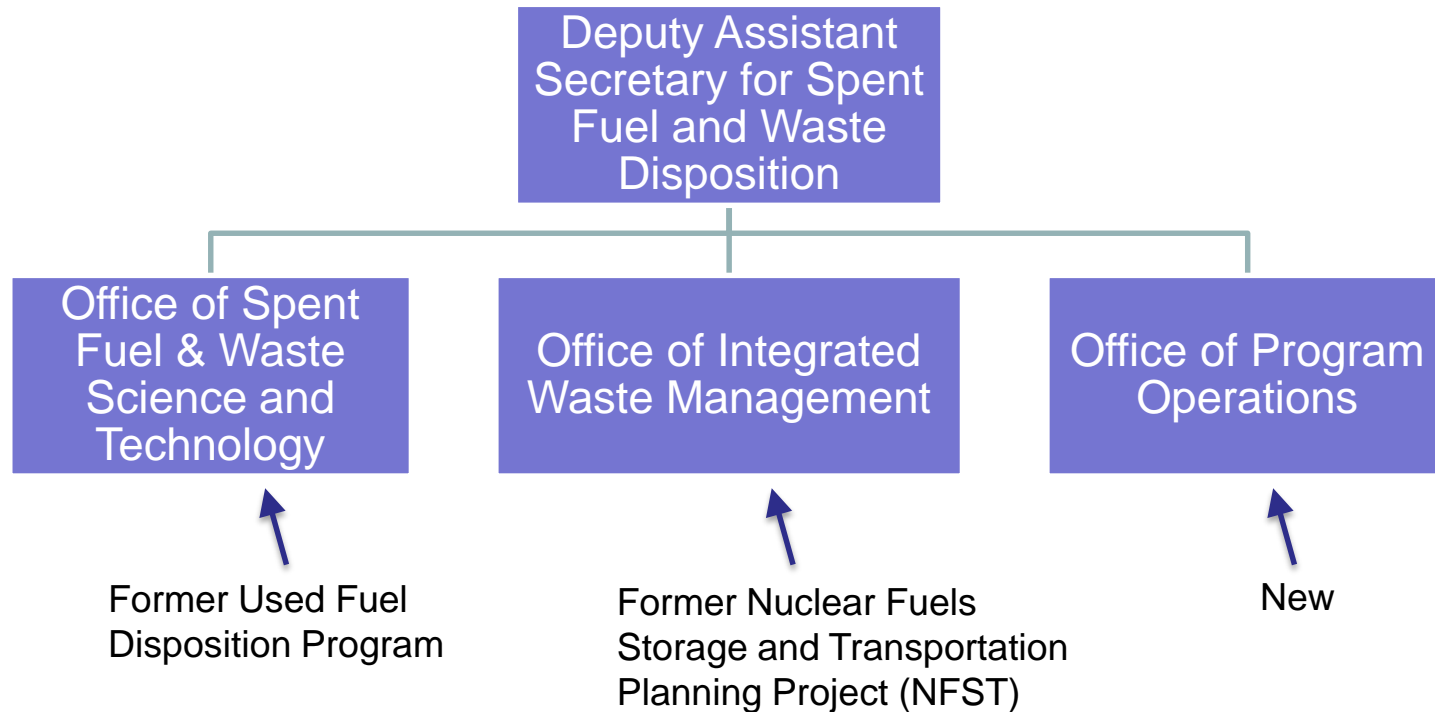 Deputy Assistant
Secretary for Spent
Fuel and Waste
Disposition
Office of Spent
Fuel & Waste
Science and
Technology
Office of Integrated
Waste Management
Office of Program
Operations
Former Used Fuel
Disposition Program
Former Nuclear Fuels
Storage and Transportation
Planning Project (NFST)
New